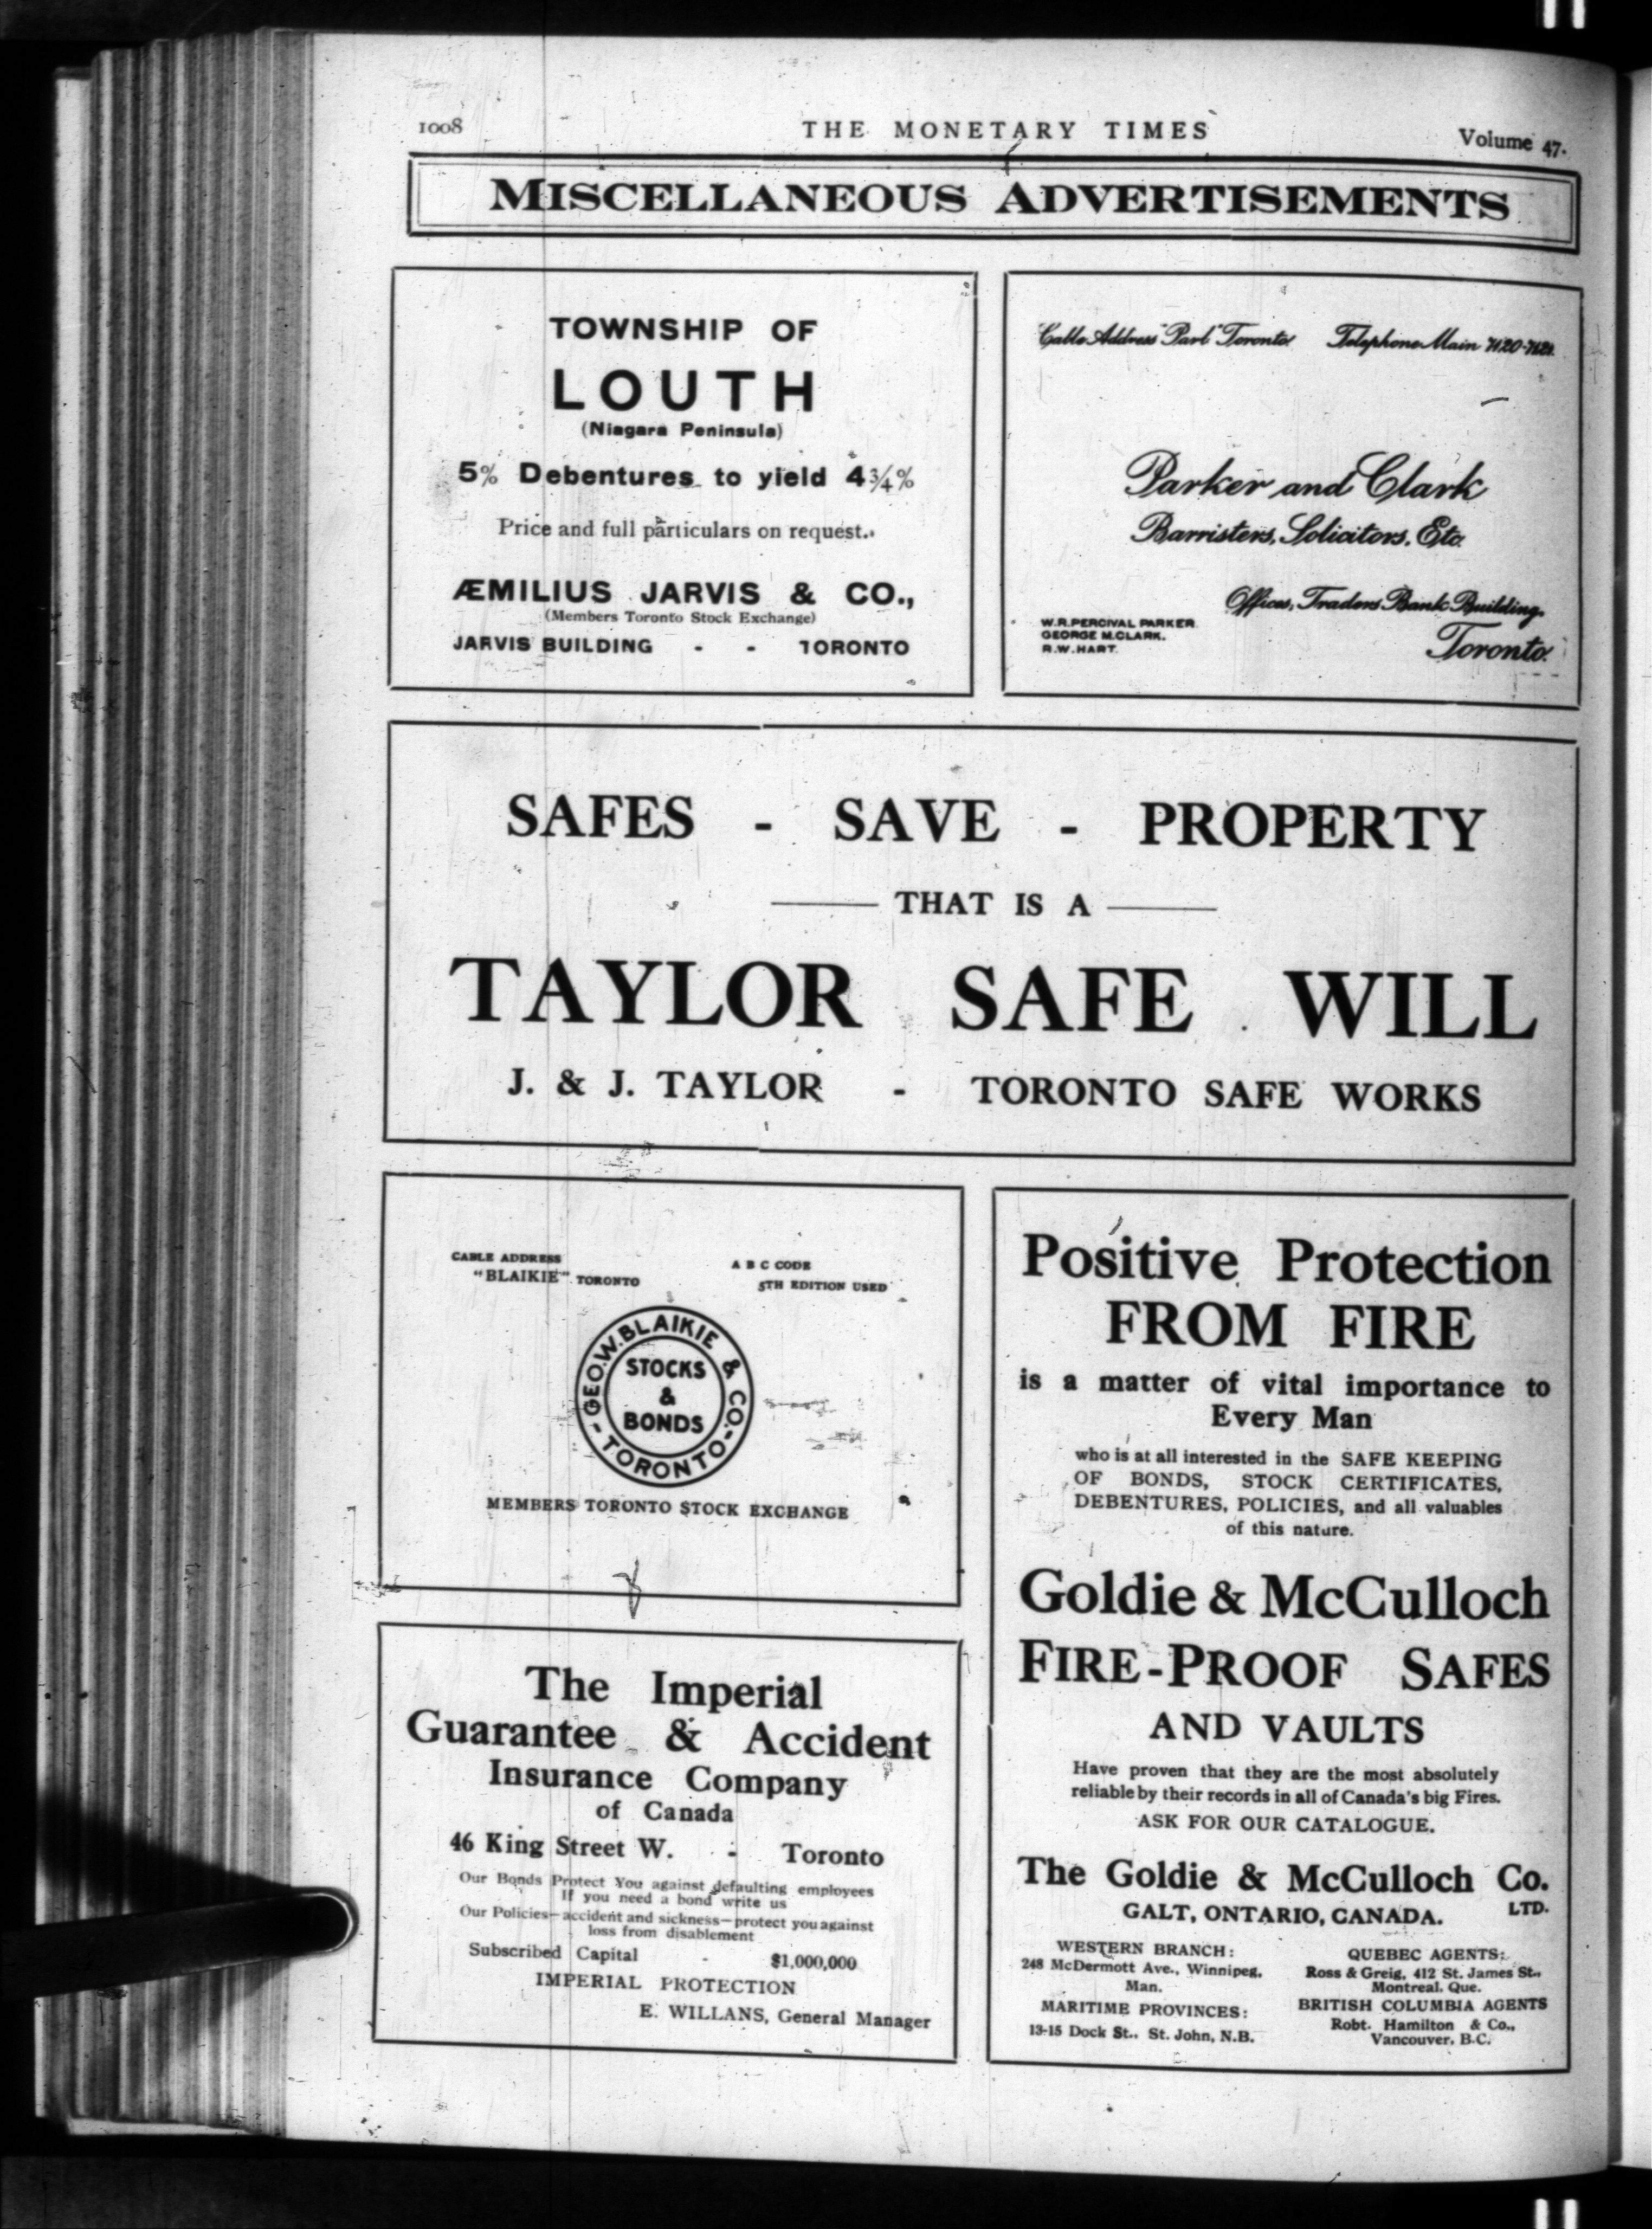 1008
THE MONETARY TIMES
Volume 47.
MISCELLANEOUS ADVERTISEMENTS
TOWNSHIP OF
LOUTH
(Niagara Peninsula)
5% Debentures to yield 4¾%
Price and full particulars on request.
ÆMILIUS JARVIS & CO.,
(Members Toronto Stock Exchange)
JARVIS BUILDING - - TORONTO
Cable Address "Parl" Toronto. Telephone Main 7120-7121.
Parker and Clark
Barristers, Solicitors, Etc.
Offices, Traders Bank Building,
Toronto.
W.R.PERCIVAL PARKER.
GEORGE M.CLARK.
R.W.HART.
SAFES - SAVE - PROPERTY
THAT IS A
TAYLOR SAFE WILL
J. & J. TAYLOR - TORONTO SAFE WORKS
CABLE ADDRESS
"BLAIKIE" TORONTO
A B C CODE
5TH EDITION USED
GEO.W.BLAIKIE & CO.
STOCKS
&
BONDS
-TORONTO-
MEMBERS TORONTO STOCK EXCHANGE
The Imperial
Guarantee & Accident
Insurance Company
of Canada
46 King Street W. - Toronto
Our Bonds Protect You against defaulting employees
If you need a bond write us
Our Policies—accident and sickness—protect you against
loss from disablement
Subscribed Capital - $1,000,000
IMPERIAL PROTECTION
E. WILLANS, General Manager
Positive Protection
FROM FIRE
is a matter of vital importance to
Every Man
who is at all interested in the SAFE KEEPING
OF BONDS, STOCK CERTIFICATES,
DEBENTURES, POLICIES, and all valuables
of this nature.
Goldie & McCulloch
FIRE-PROOF SAFES
AND VAULTS
Have proven that they are the most absolutely
reliable by their records in all of Canada's big Fires.
ASK FOR OUR CATALOGUE.
The Goldie & McCulloch Co.
LTD.
GALT, ONTARIO, CANADA.
WESTERN BRANCH:
248 McDermott Ave., Winnipeg,
Man.
MARITIME PROVINCES:
13-15 Dock St., St. John, N.B.
QUEBEC AGENTS:
Ross & Greig, 412 St. James St.,
Montreal, Que.
BRITISH COLUMBIA AGENTS
Robt. Hamilton & Co.,
Vancouver, B.C.